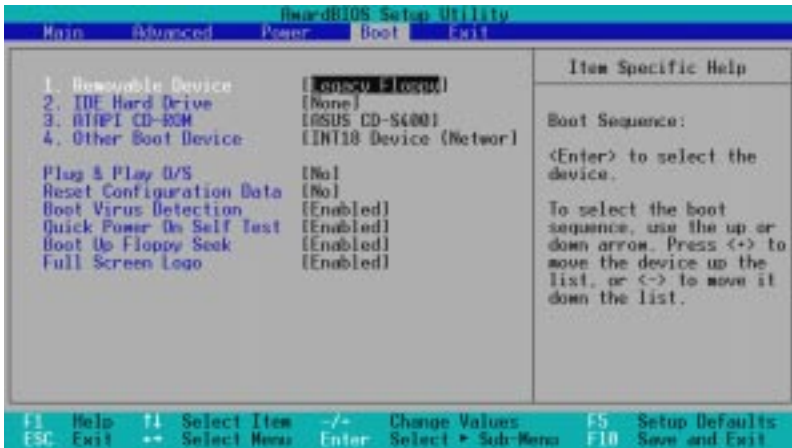 AwardBIOS Setup Utility
Main Advanced Power Boot Exit
1. Removable Device [Legacy Floppy]
2. IDE Hard Drive [None]
3. ATAPI CD-ROM [ASUS CD-S400]
4. Other Boot Device [INT18 Device (Networ]
Plug & Play O/S [No]
Reset Configuration Data [No]
Boot Virus Detection [Enabled]
Quick Power On Self Test [Enabled]
Boot Up Floppy Seek [Enabled]
Full Screen Logo [Enabled]
Item Specific Help
Boot Sequence:
<Enter> to select the
device.
To select the boot
sequence, use the up or
down arrow. Press <+> to
move the device up the
list, or <-> to move it
down the list.
F1 Help ↑↓ Select Item -/+ Change Values F5 Setup Defaults
ESC Exit ←→ Select Menu Enter Select ► Sub-Menu F10 Save and Exit